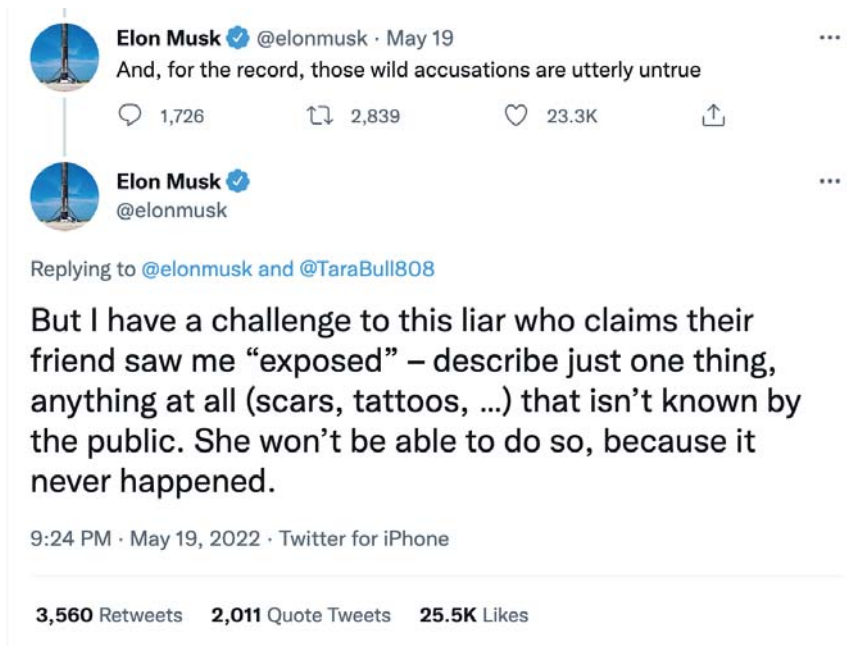 Elon Musk @elonmusk · May 19
And, for the record, those wild accusations are utterly untrue
1,726 2,839 23.3K
Elon Musk
@elonmusk
Replying to @elonmusk and @TaraBull808
But I have a challenge to this liar who claims their
friend saw me “exposed” – describe just one thing,
anything at all (scars, tattoos, …) that isn’t known by
the public. She won’t be able to do so, because it
never happened.
9:24 PM · May 19, 2022 · Twitter for iPhone
3,560 Retweets 2,011 Quote Tweets 25.5K Likes